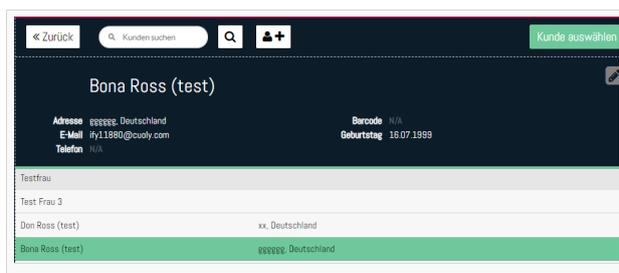 « Zurück Kunden suchen Kunde auswählen
Bona Ross (test)
Adresse gggggg, Deutschland Barcode N/A
E-Mail ify11880@cuoly.com Geburtstag 16.07.1999
Telefon N/A
Testfrau
Test Frau 3
Don Ross (test) xx, Deutschland
Bona Ross (test) gggggg, Deutschland